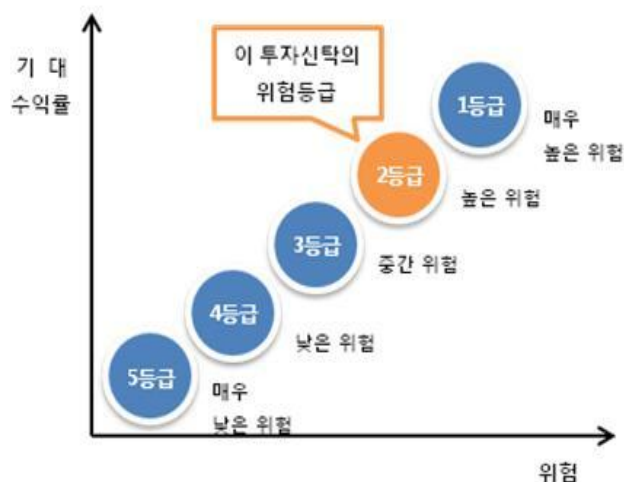 기 대
수익률
이 투자신탁의
위험등급
1등급
매우
높은 위험
2등급
높은 위험
3등급
중간 위험
4등급
낮은 위험
5등급
매우
낮은 위험
위험